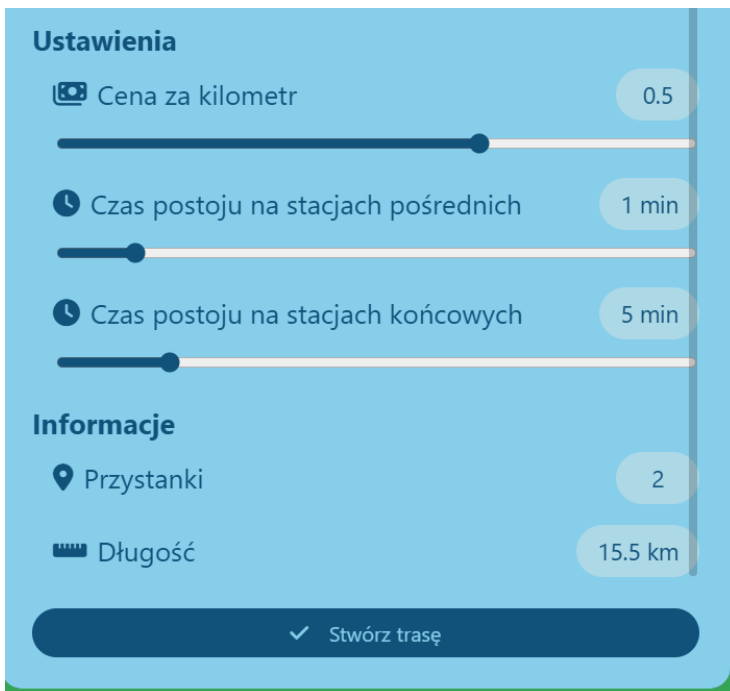 Ustawienia
Cena za kilometr 0.5
Czas postoju na stacjach pośrednich 1 min
Czas postoju na stacjach końcowych 5 min
Informacje
Przystanki 2
Długość 15.5 km
Stwórz trasę